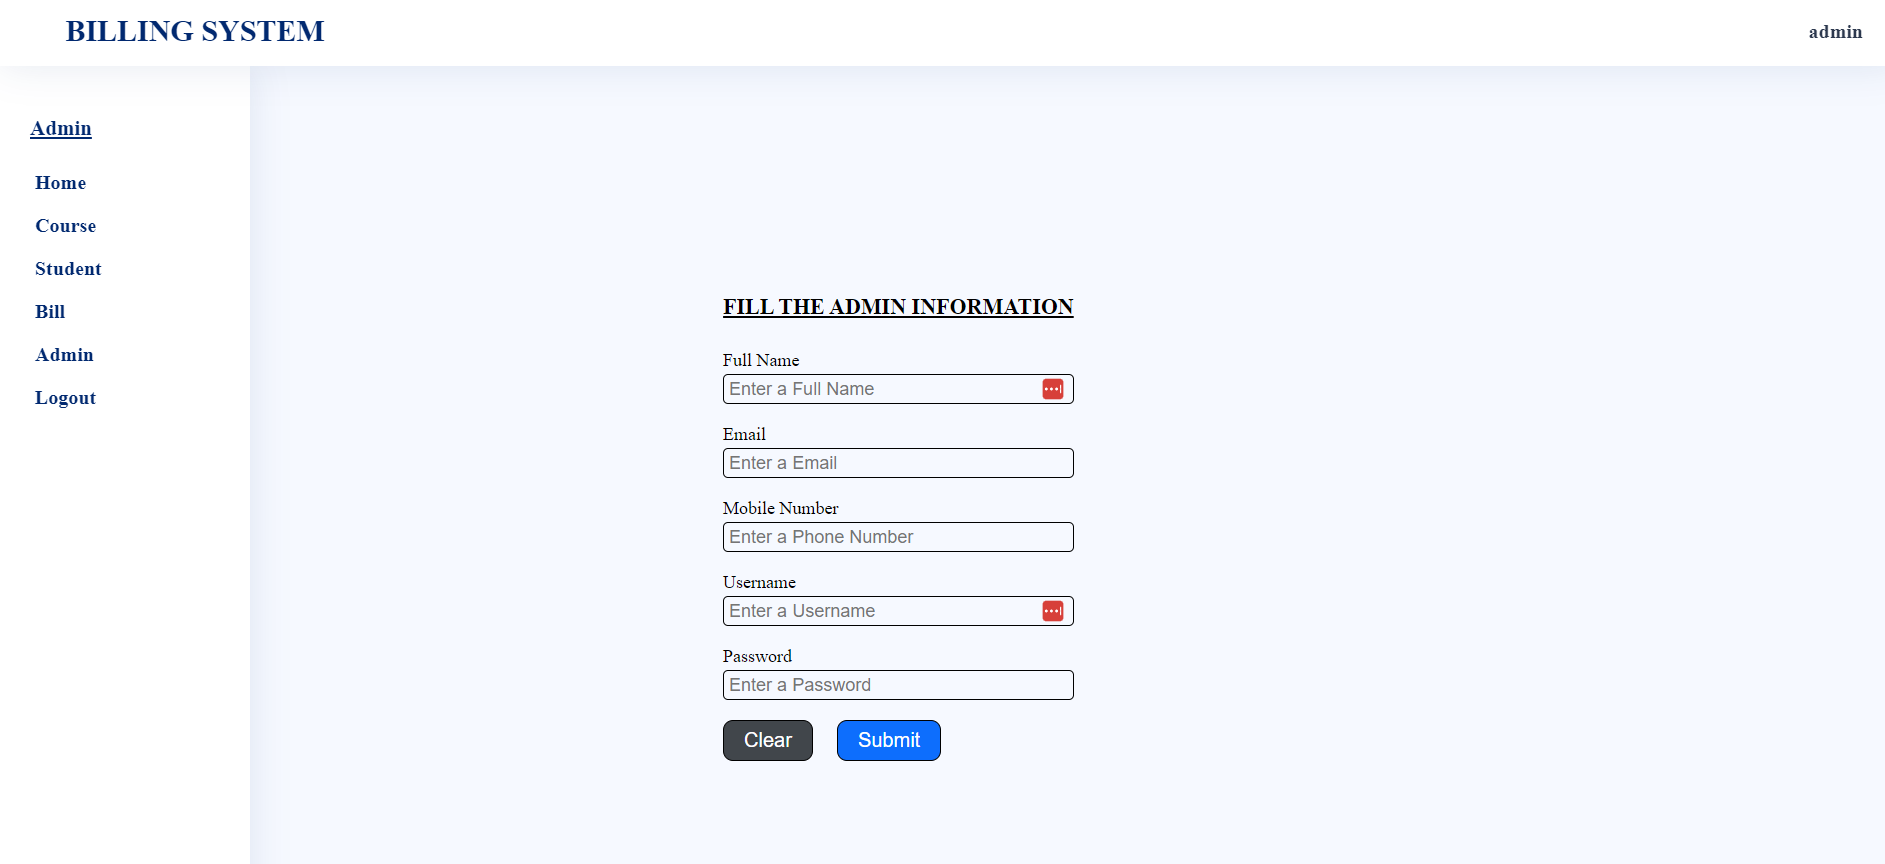 BILLING SYSTEM
admin
Admin
Home
Course
Student
Bill
Admin
Logout
FILL THE ADMIN INFORMATION
Full Name
Enter a Full Name
Email
Enter a Email
Mobile Number
Enter a Phone Number
Username
Enter a Username
Password
Enter a Password
Clear Submit